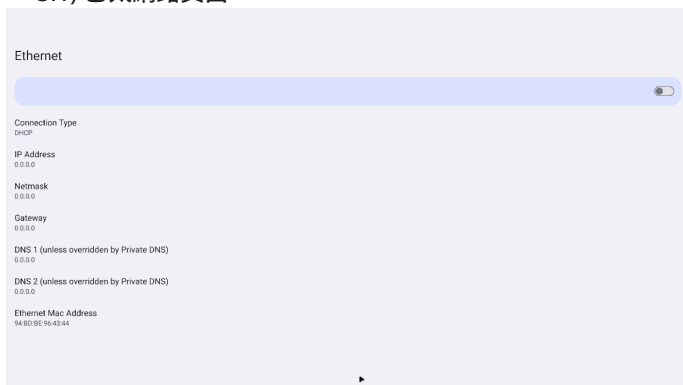 Ethernet
Connection Type
DHCP
IP Address
0.0.0.0
Netmask
0.0.0.0
Gateway
0.0.0.0
DNS 1 (unless overridden by Private DNS)
0.0.0.0
DNS 2 (unless overridden by Private DNS)
0.0.0.0
Ethernet Mac Address
94:BD:BE:96:43:44